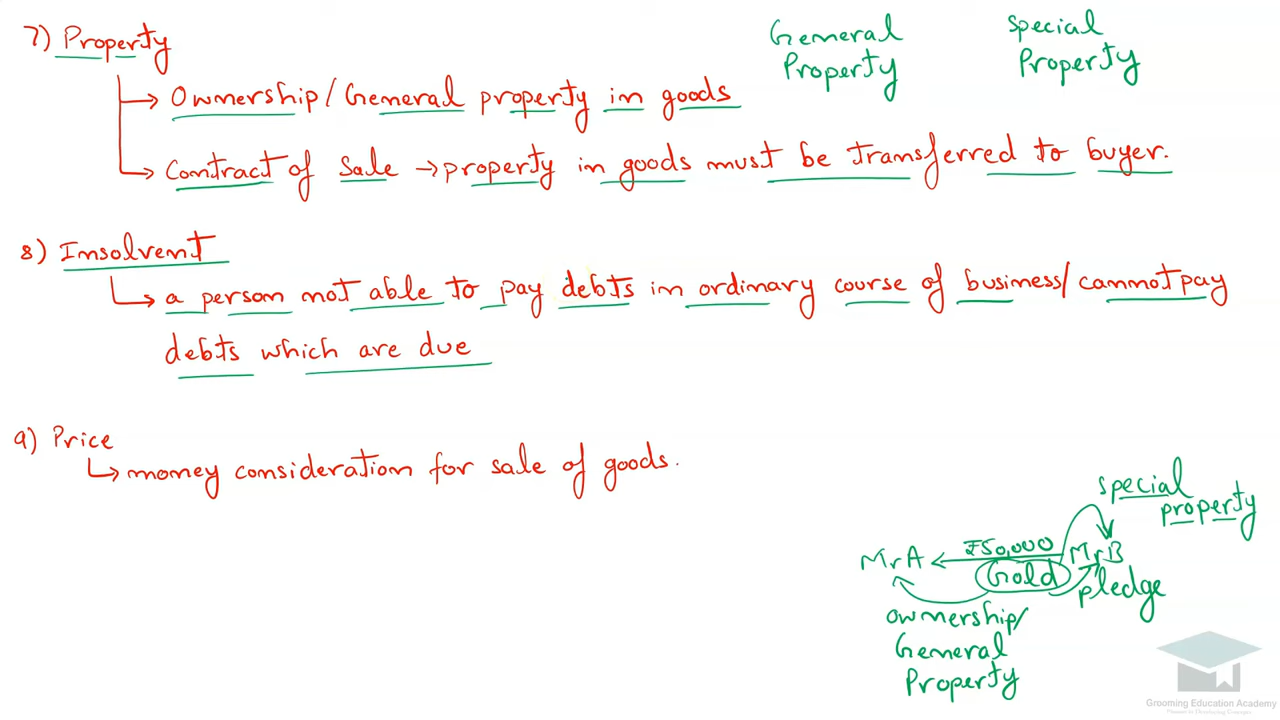 7) Property
General Property
Special Property
Ownership/General property in goods
Contract of Sale → property in goods must be transferred to buyer.
8) Insolvent
a person not able to pay debts in ordinary course of business/cannot pay
debts which are due
9) Price
money consideration for sale of goods.
special
property
Mr A
₹50,000
Mr B
Gold
pledge
ownership/
General
Property
Grooming Education Academy